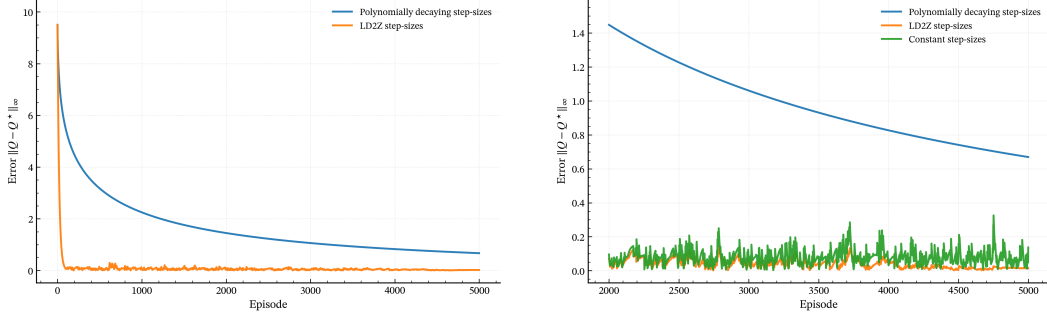 10
8
6
4
2
0
Error ‖Q − Q ⋆ ‖∞
0 1000 2000 3000 4000 5000
Episode
Polynomially decaying step-sizes
LD2Z step-sizes
1.4
1.2
1.0
0.8
0.6
0.4
0.2
0.0
Error ‖Q − Q ⋆ ‖∞
2000 2500 3000 3500 4000 4500 5000
Episode
Polynomially decaying step-sizes
LD2Z step-sizes
Constant step-sizes